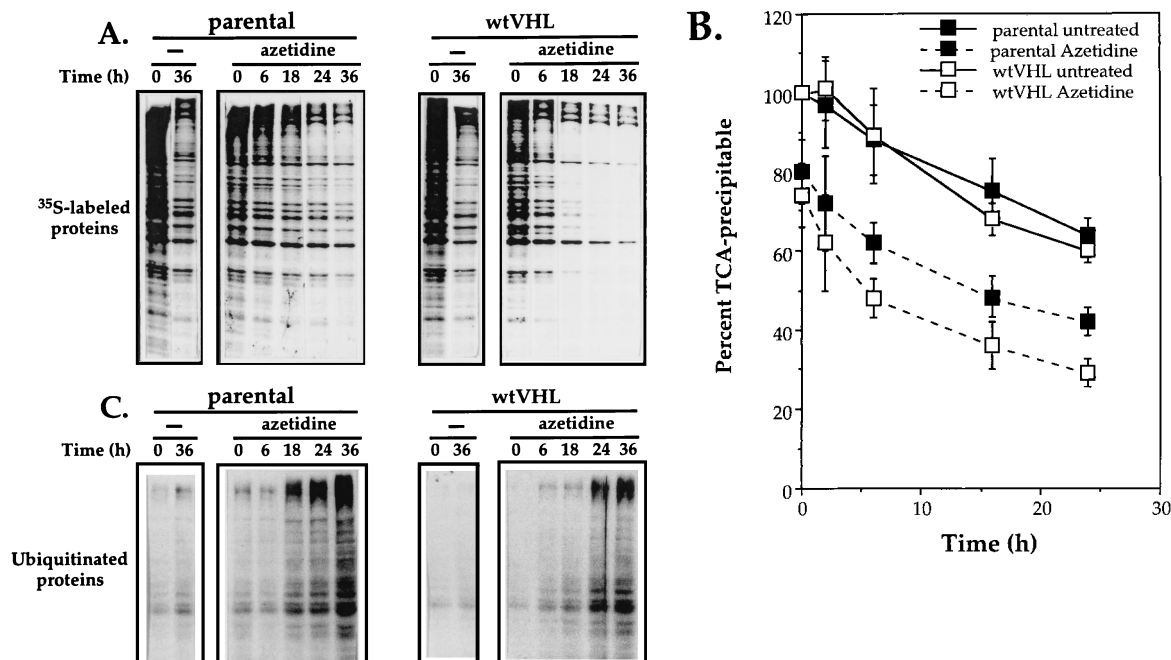 A.
parental
wtVHL
– azetidine
– azetidine
Time (h) 0 36 0 6 18 24 36 0 36 0 6 18 24 36
³⁵S-labeled
proteins
C.
parental
wtVHL
– azetidine
– azetidine
Time (h) 0 36 0 6 18 24 36 0 36 0 6 18 24 36
Ubiquitinated
proteins
B.
parental untreated
parental Azetidine
wtVHL untreated
wtVHL Azetidine
Percent TCA-precipitable
120
100
80
60
40
20
0
0 10 20 30
Time (h)